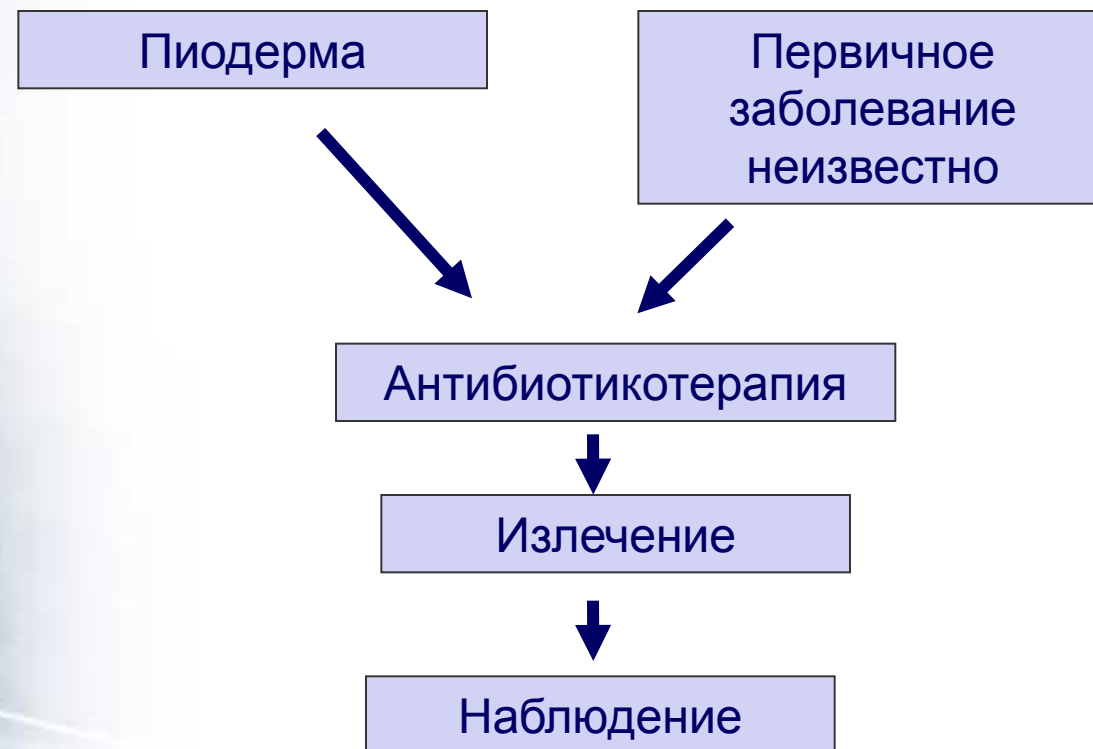 Пиодерма
Первичное
заболевание
неизвестно
Антибиотикотерапия
Излечение
Наблюдение